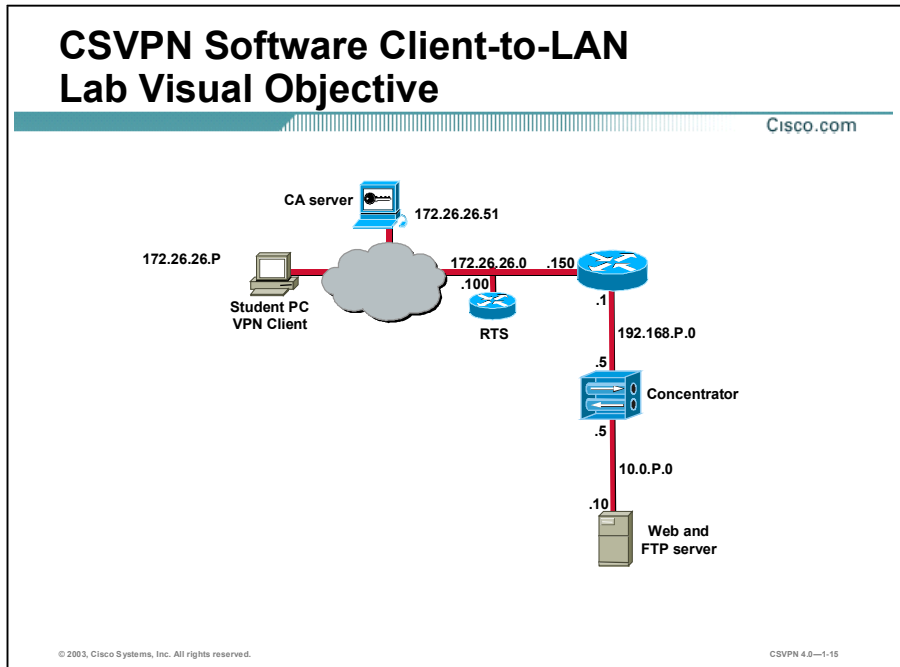 CSVPN Software Client-to-LAN
Lab Visual Objective
Cisco.com
CA server
172.26.26.51
172.26.26.P
172.26.26.0
.150
.100
Student PC
VPN Client
RTS
.1
192.168.P.0
.5
Concentrator
.5
10.0.P.0
.10
Web and
FTP server
© 2003, Cisco Systems, Inc. All rights reserved.
CSVPN 4.0—1-15